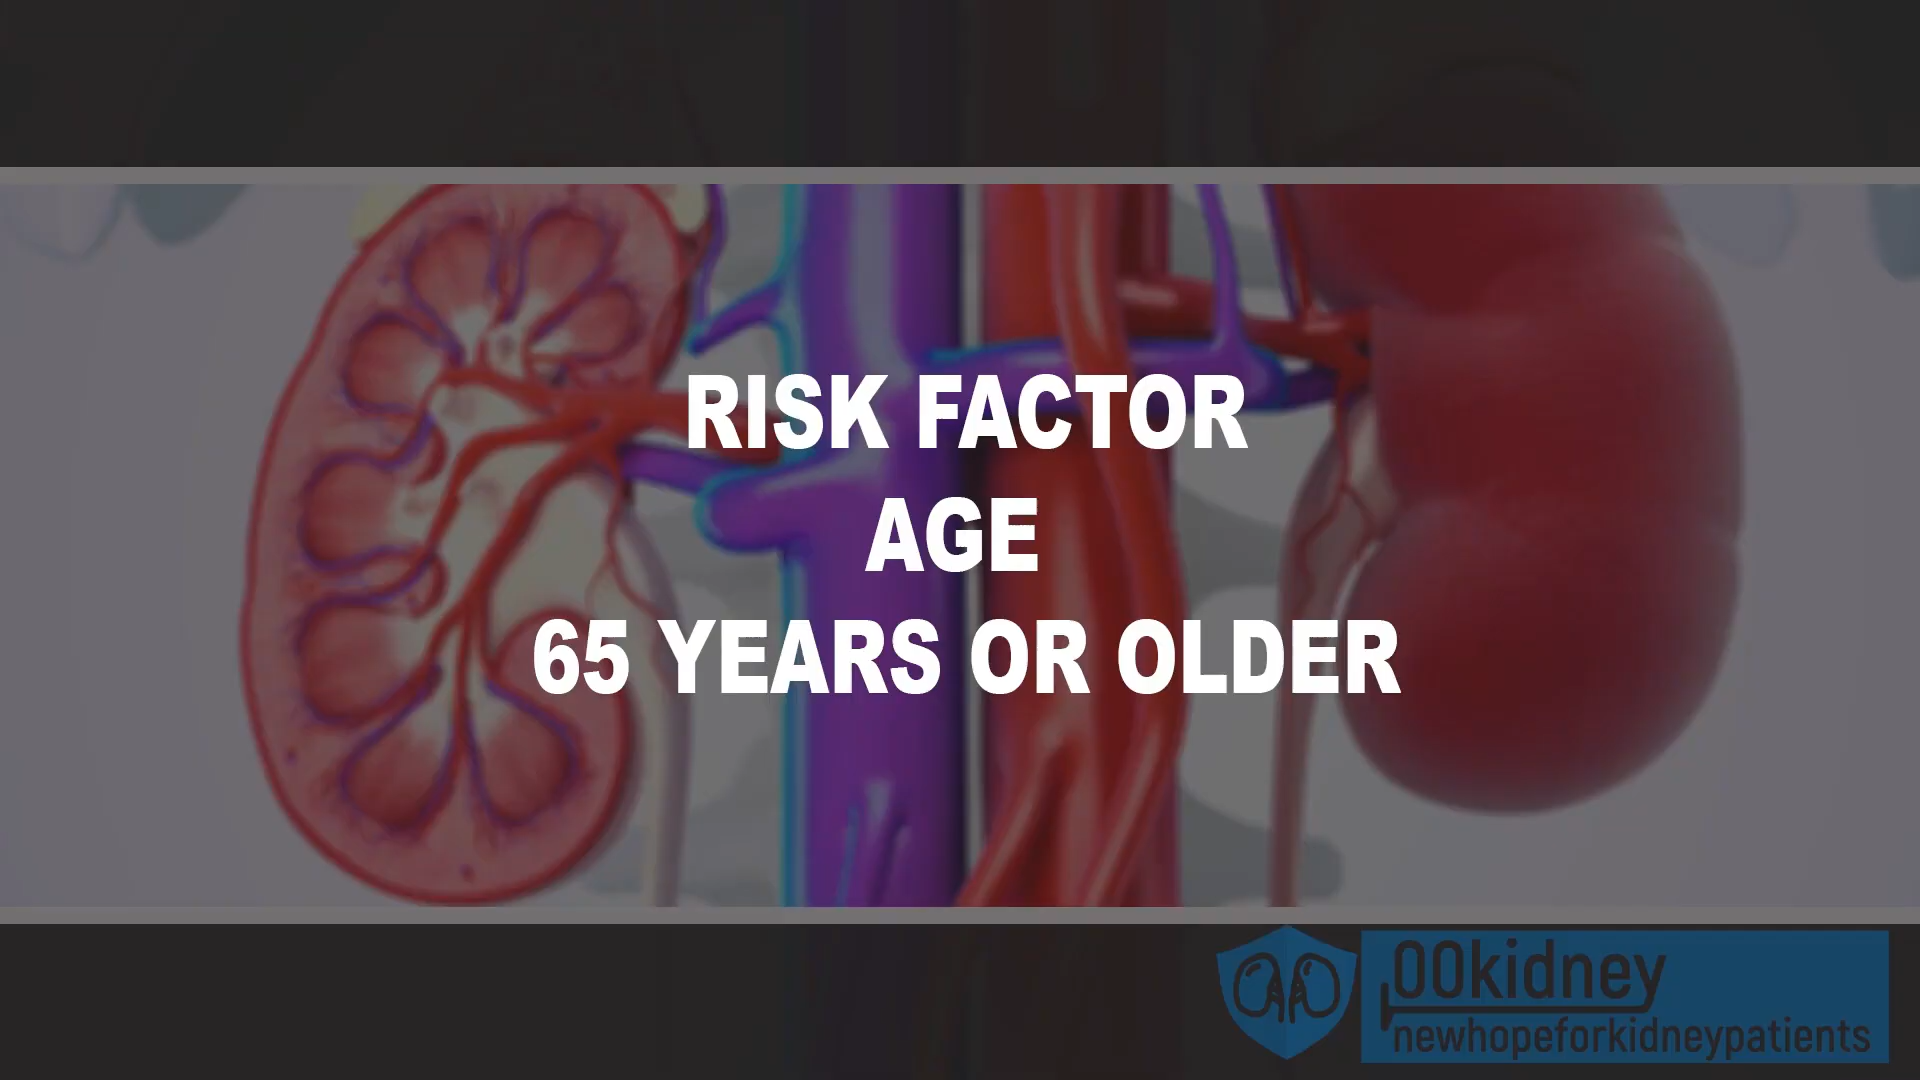 RISK FACTOR
AGE
65 YEARS OR OLDER
00kidney
newhopeforkidneypatients